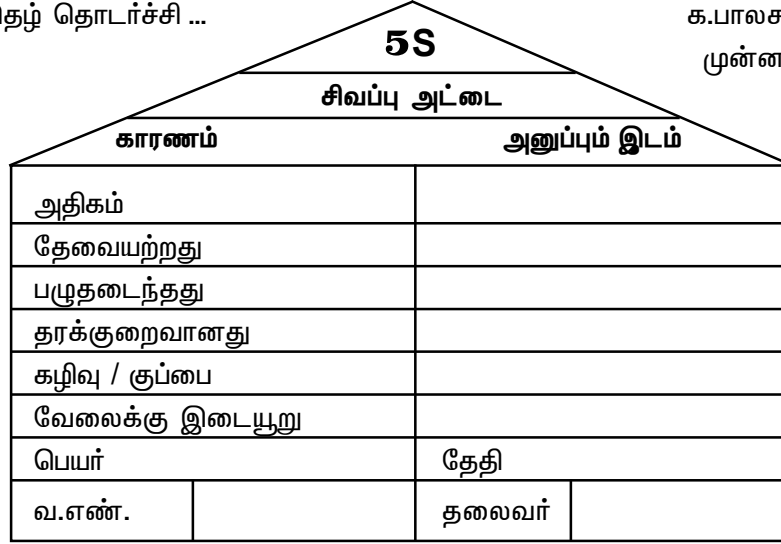 தொடர்ச்சி ...
5S
சிவப்பு அட்டை
காரணம் அனுப்பும் இடம்
அதிகம்
தேவையற்றது
பழுதடைந்தது
தரக்குறைவானது
கழிவு / குப்பை
வேலைக்கு இடையூறு
பெயர் தேதி
வ.எண். தலைவர்